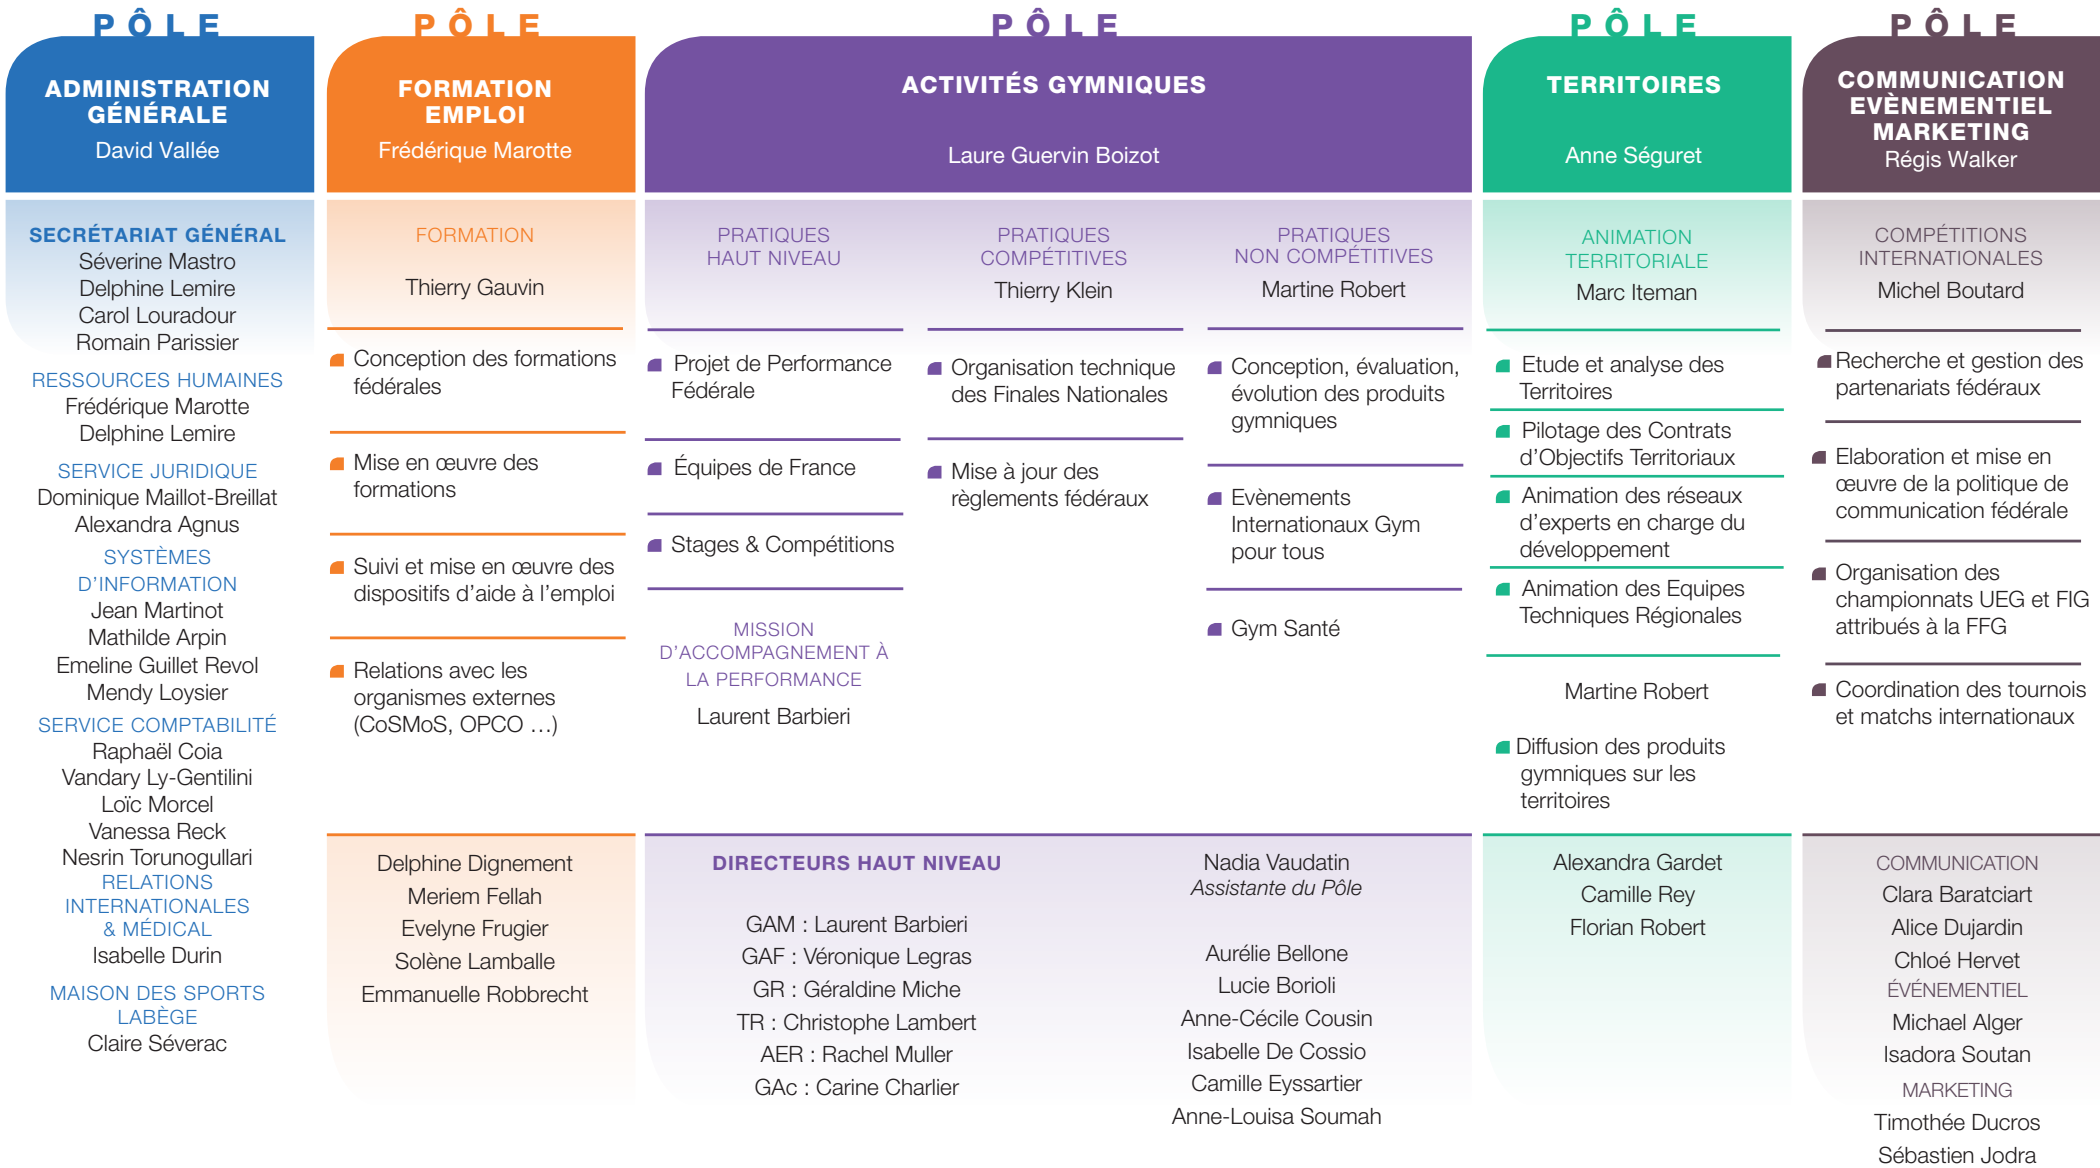 PÔLE
ADMINISTRATION
GÉNÉRALE
David Vallée
SECRÉTARIAT GÉNÉRAL
Séverine Mastro
Delphine Lemire
Carol Louradour
Romain Parissier
RESSOURCES HUMAINES
Frédérique Marotte
Delphine Lemire
SERVICE JURIDIQUE
Dominique Maillot-Breillat
Alexandra Agnus
SYSTÈMES
D’INFORMATION
Jean Martinot
Mathilde Arpin
Emeline Guillet Revol
Mendy Loysier
SERVICE COMPTABILITÉ
Raphaël Coia
Vandary Ly-Gentilini
Loïc Morcel
Vanessa Reck
Nesrin Torunogullari
RELATIONS
INTERNATIONALES
& MÉDICAL
Isabelle Durin
MAISON DES SPORTS
LABÈGE
Claire Séverac
PÔLE
FORMATION
EMPLOI
Frédérique Marotte
FORMATION
Thierry Gauvin
Conception des formations
fédérales
Mise en œuvre des
formations
Suivi et mise en œuvre des
dispositifs d’aide à l’emploi
Relations avec les
organismes externes
(CoSMoS, OPCO …)
Delphine Dignement
Meriem Fellah
Evelyne Frugier
Solène Lamballe
Emmanuelle Robbrecht
PÔLE
ACTIVITÉS GYMNIQUES
Laure Guervin Boizot
PRATIQUES
HAUT NIVEAU
Projet de Performance
Fédérale
Équipes de France
Stages & Compétitions
MISSION
D’ACCOMPAGNEMENT À
LA PERFORMANCE
Laurent Barbieri
PRATIQUES
COMPÉTITIVES
Thierry Klein
Organisation technique
des Finales Nationales
Mise à jour des
règlements fédéraux
PRATIQUES
NON COMPÉTITIVES
Martine Robert
Conception, évaluation,
évolution des produits
gymniques
Evènements
Internationaux Gym
pour tous
Gym Santé
DIRECTEURS HAUT NIVEAU
GAM : Laurent Barbieri
GAF : Véronique Legras
GR : Géraldine Miche
TR : Christophe Lambert
AER : Rachel Muller
GAc : Carine Charlier
Nadia Vaudatin
Assistante du Pôle
Aurélie Bellone
Lucie Borioli
Anne-Cécile Cousin
Isabelle De Cossio
Camille Eyssartier
Anne-Louisa Soumah
PÔLE
TERRITOIRES
Anne Séguret
ANIMATION
TERRITORIALE
Marc Iteman
Etude et analyse des
Territoires
Pilotage des Contrats
d’Objectifs Territoriaux
Animation des réseaux
d’experts en charge du
développement
Animation des Equipes
Techniques Régionales
Martine Robert
Diffusion des produits
gymniques sur les
territoires
Alexandra Gardet
Camille Rey
Florian Robert
PÔLE
COMMUNICATION
EVÈNEMENTIEL
MARKETING
Régis Walker
COMPÉTITIONS
INTERNATIONALES
Michel Boutard
Recherche et gestion des
partenariats fédéraux
Elaboration et mise en
œuvre de la politique de
communication fédérale
Organisation des
championnats UEG et FIG
attribués à la FFG
Coordination des tournois
et matchs internationaux
COMMUNICATION
Clara Baratciart
Alice Dujardin
Chloé Hervet
ÉVÉNEMENTIEL
Michael Alger
Isadora Soutan
MARKETING
Timothée Ducros
Sébastien Jodra